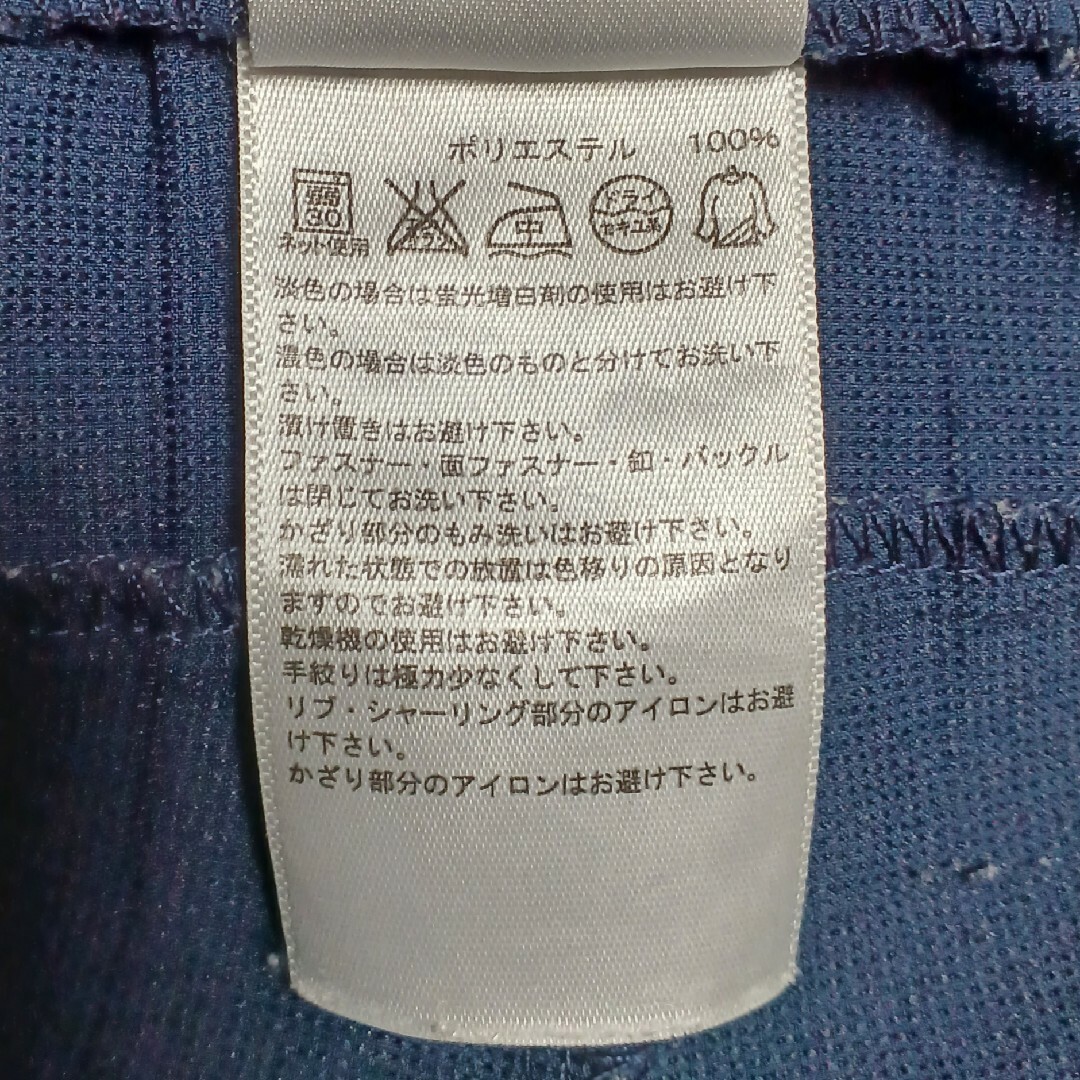 ポリエステル 100%
弱
30
ネット使用
エンソ
サラシ
中
ドライ
セキユ系
淡色の場合は蛍光増白剤の使用はお避け下
さい。
濃色の場合は淡色のものと分けてお洗い下
さい。
漬け置きはお避け下さい。
ファスナー・面ファスナー・釦・バックル
は閉じてお洗い下さい。
かざり部分のもみ洗いはお避け下さい。
濡れた状態での放置は色移りの原因となり
ますのでお避け下さい。
乾燥機の使用はお避け下さい。
手絞りは極力少なくして下さい。
リブ・シャーリング部分のアイロンはお避
け下さい。
かざり部分のアイロンはお避け下さい。